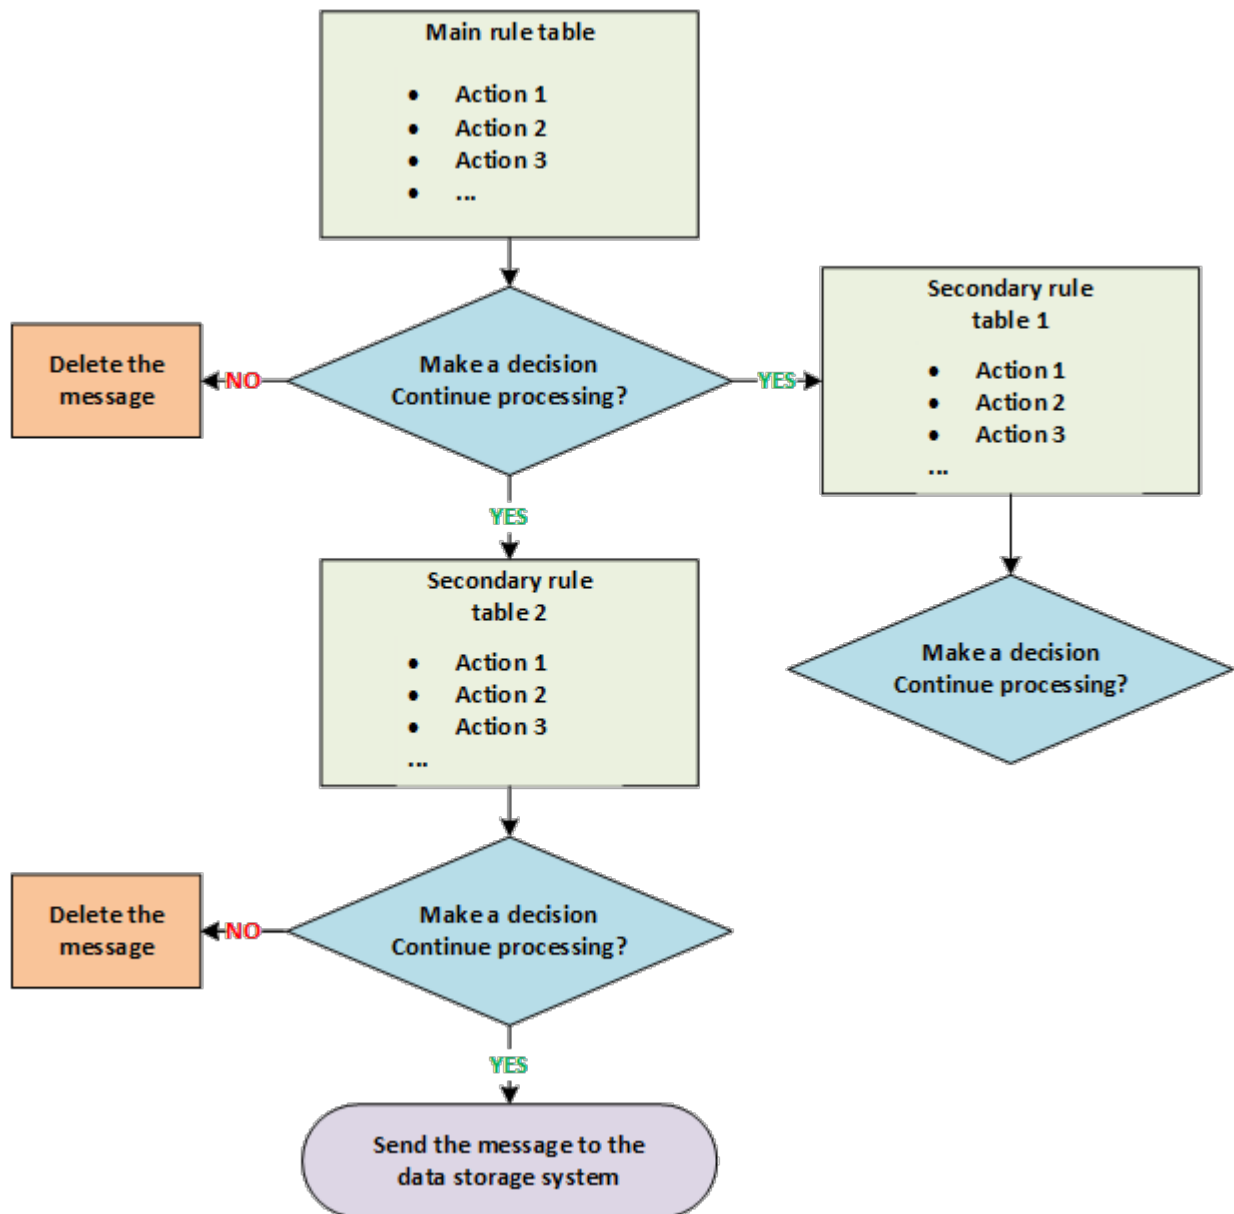 Main rule table
• Action 1
• Action 2
• Action 3
• ...
Delete the
message
NO
Make a decision
Continue processing?
YES
Secondary rule
table 1
• Action 1
• Action 2
• Action 3
...
YES
Secondary rule
table 2
• Action 1
• Action 2
• Action 3
...
Make a decision
Continue processing?
Delete the
message
NO
Make a decision
Continue processing?
YES
Send the message to the
data storage system